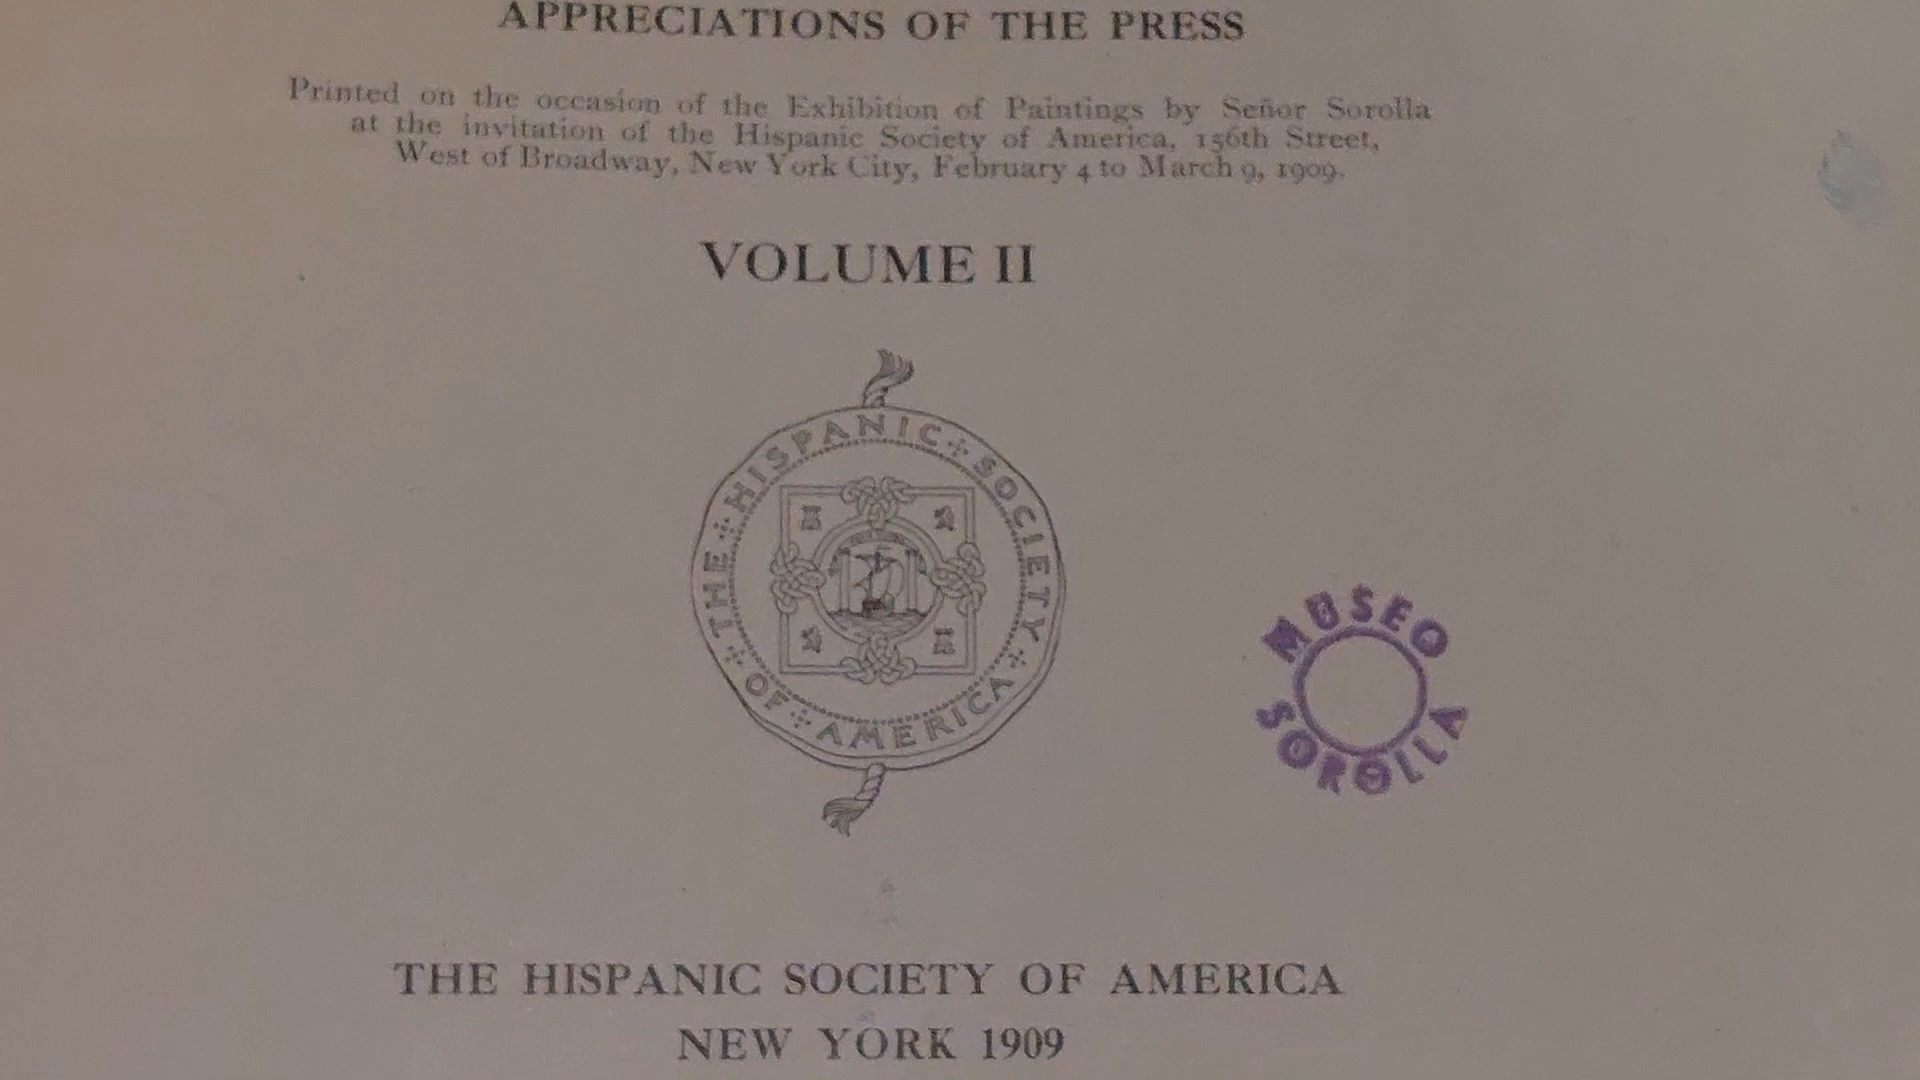 APPRECIATIONS OF THE PRESS
Printed on the occasion of the Exhibition of Paintings by Señor Sorolla
at the invitation of the Hispanic Society of America, 156th Street,
West of Broadway, New York City, February 4 to March 9, 1909.
VOLUME II
THE HISPANIC SOCIETY OF AMERICA
MUSEO
SOROLLA
THE HISPANIC SOCIETY OF AMERICA
NEW YORK 1909